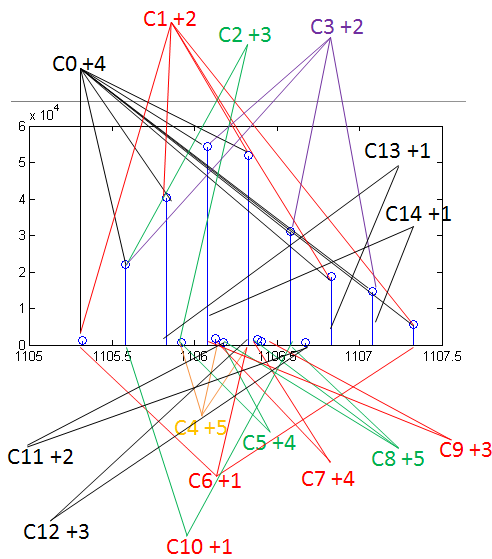 C1 +2
C2 +3
C3 +2
C0 +4
x 10^4
6
5
4
3
2
1
0
C13 +1
C14 +1
1105
1105.5
1106
1106.5
1107
1107.5
C4 +5
C5 +4
C11 +2
C6 +1
C7 +4
C8 +5
C9 +3
C12 +3
C10 +1